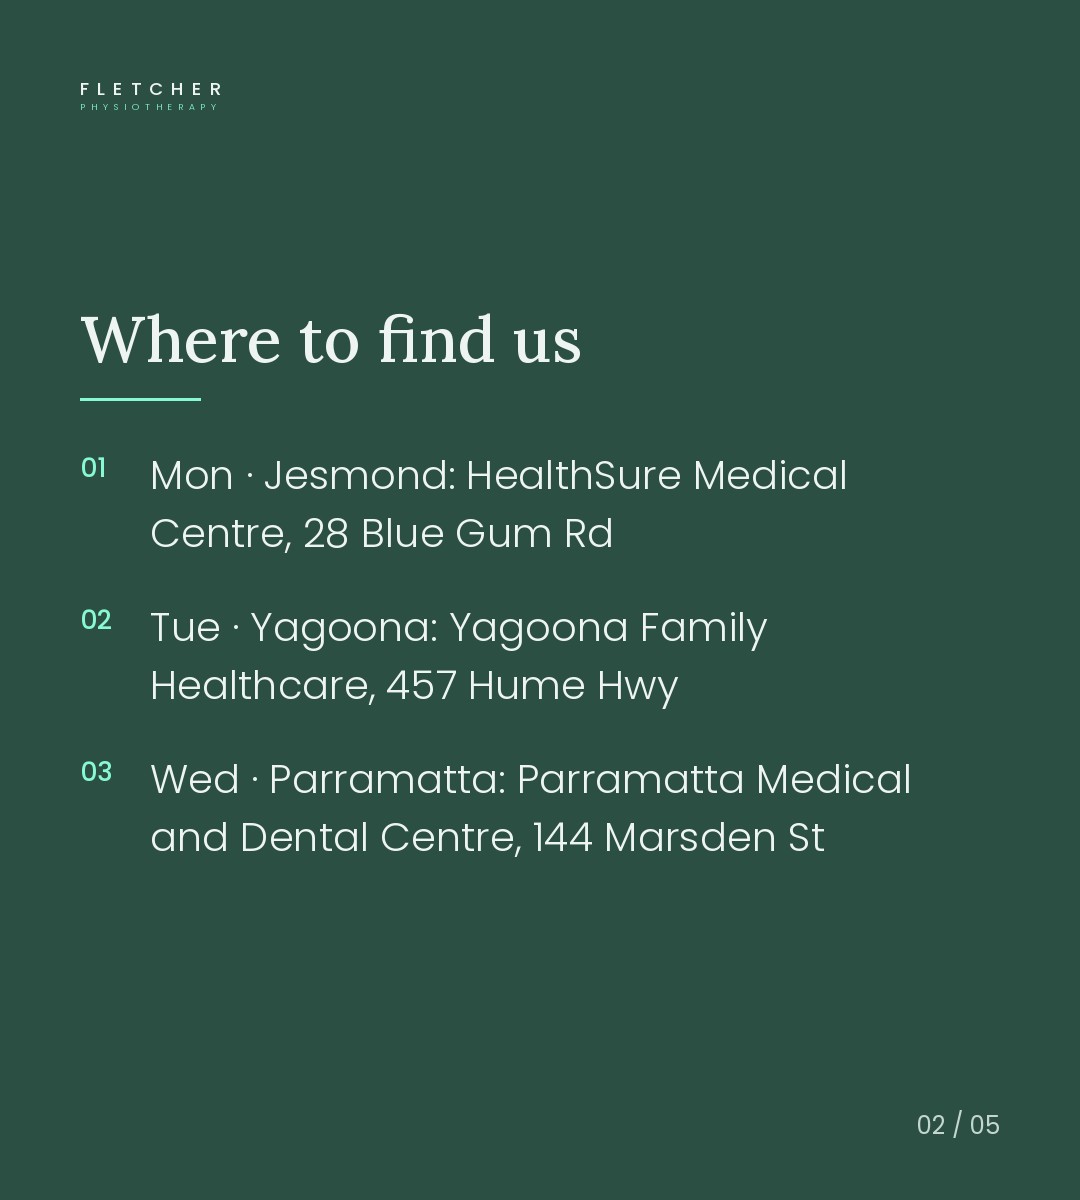 FLETCHER
PHYSIOTHERAPY
Where to find us
01 Mon · Jesmond: HealthSure Medical
Centre, 28 Blue Gum Rd
02 Tue · Yagoona: Yagoona Family
Healthcare, 457 Hume Hwy
03 Wed · Parramatta: Parramatta Medical
and Dental Centre, 144 Marsden St
02 / 05